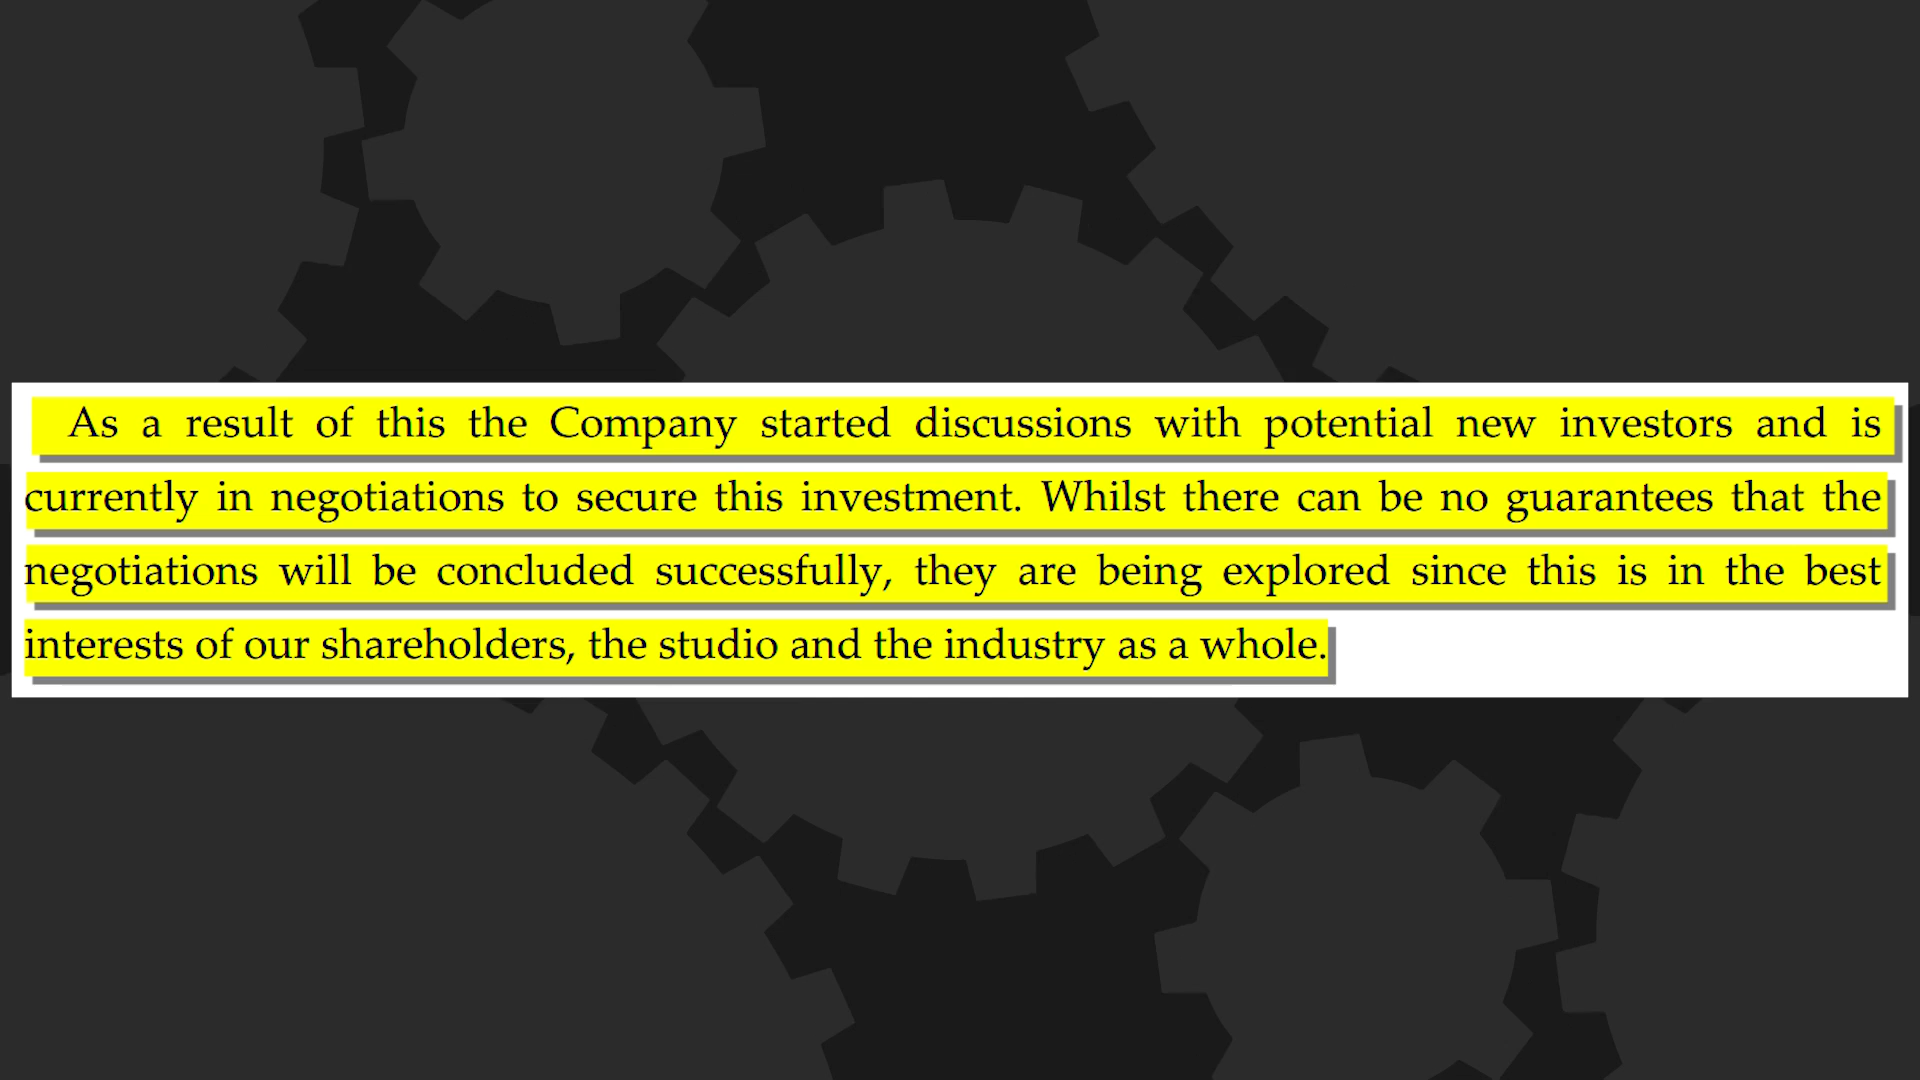 As a result of this the Company started discussions with potential new investors and is
currently in negotiations to secure this investment. Whilst there can be no guarantees that the
negotiations will be concluded successfully, they are being explored since this is in the best
interests of our shareholders, the studio and the industry as a whole.